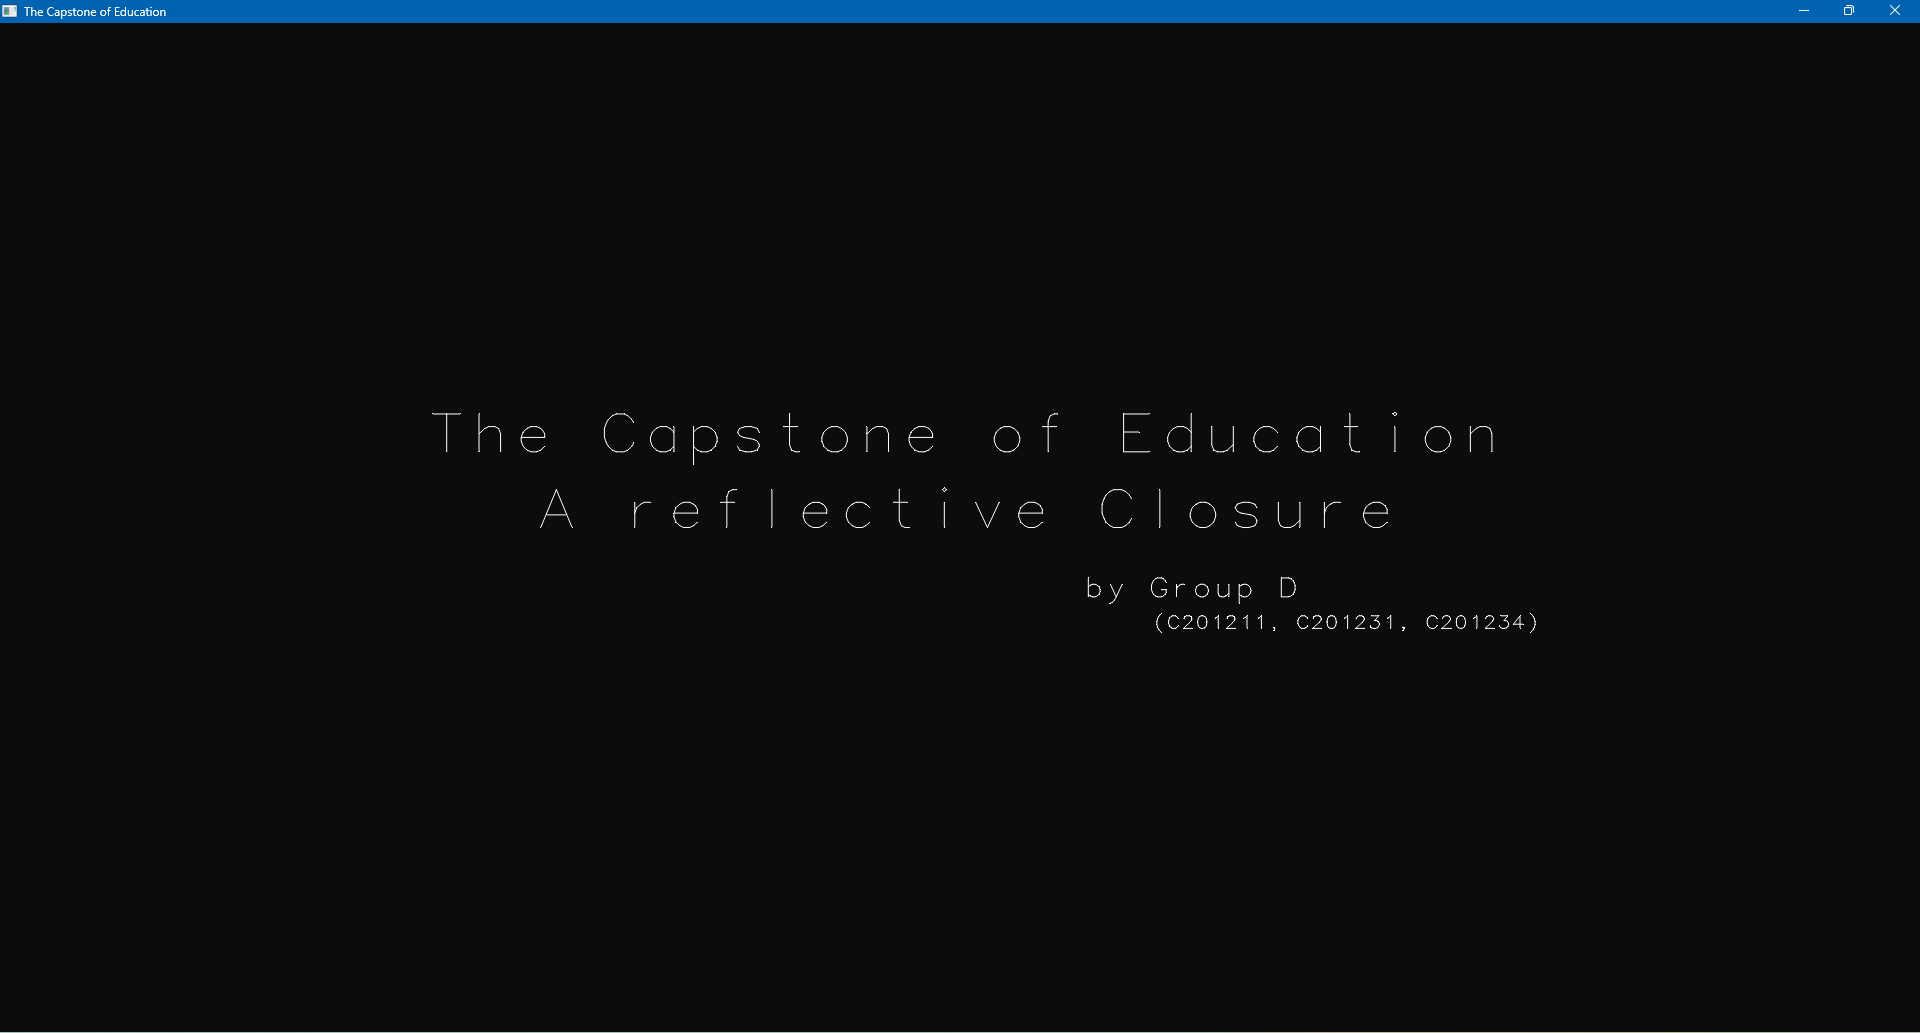 The Capstone of Education
The Capstone of Education
A reflective Closure
by Group D
(C201211, C201231, C201234)